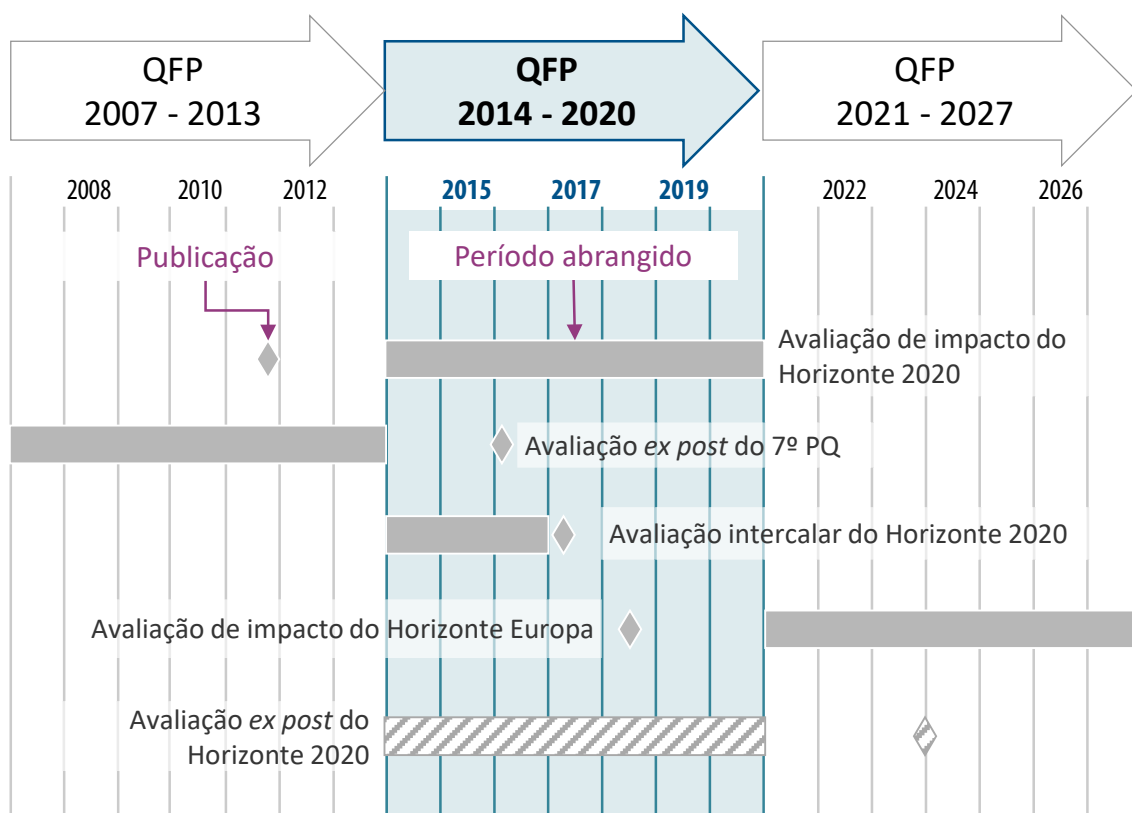 QFP
2007 - 2013
QFP
2014 - 2020
QFP
2021 - 2027
2008
2010
2012
2015
2017
2019
2022
2024
2026
Publicação
Período abrangido
Avaliação de impacto do
Horizonte 2020
Avaliação ex post do 7º PQ
Avaliação intercalar do Horizonte 2020
Avaliação de impacto do Horizonte Europa
Avaliação ex post do
Horizonte 2020